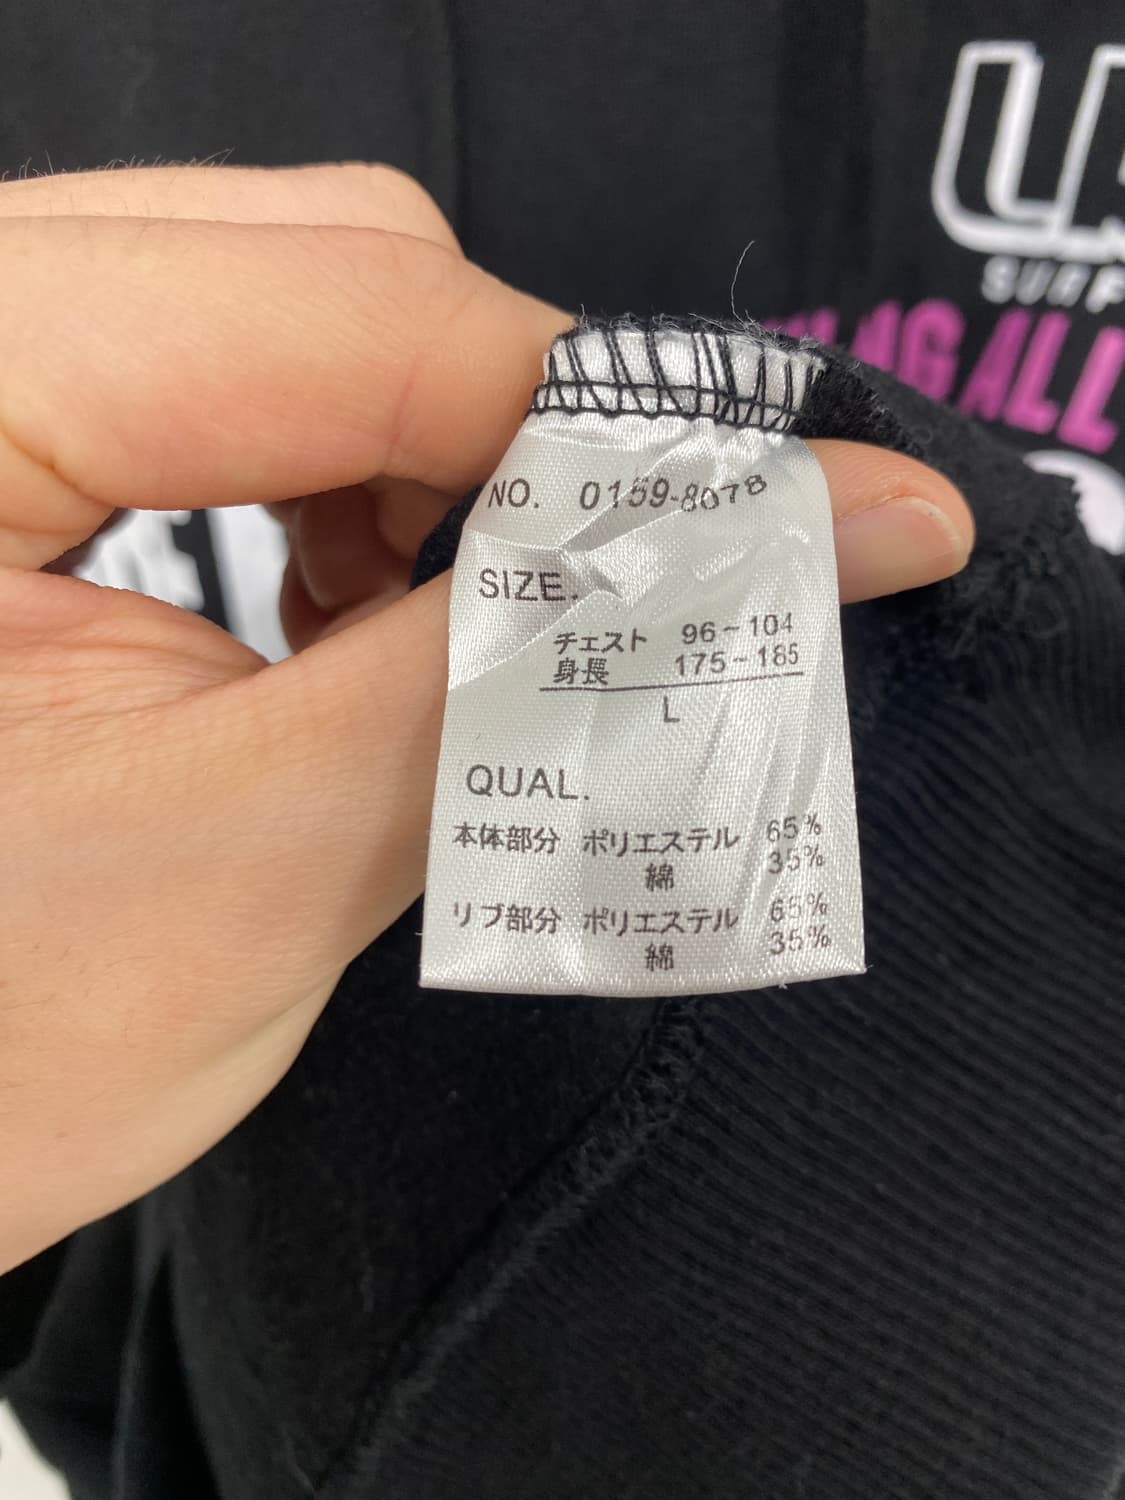 SURF
ALL
NO. 0159-8078
SIZE.
チェスト 96~104
身長 175~185
L
QUAL.
本体部分 ポリエステル 65%
綿 35%
リブ部分 ポリエステル 65%
綿 35%